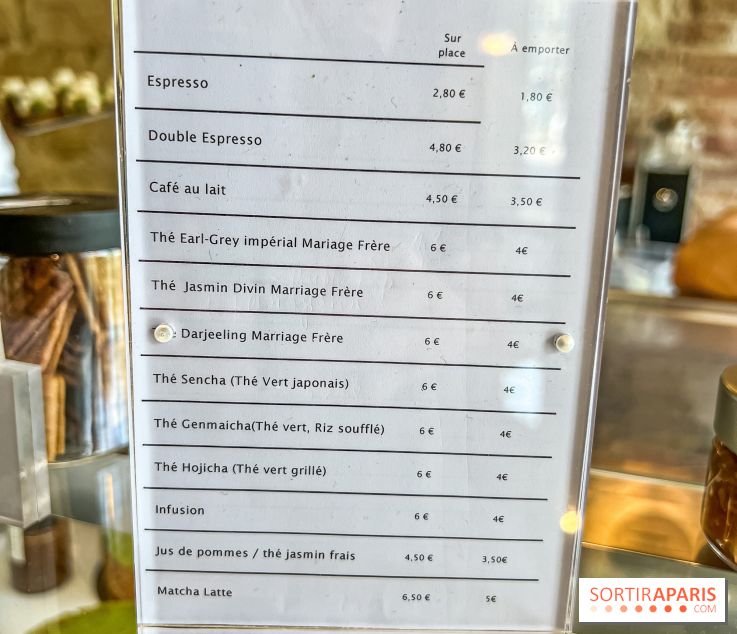 Sur place À emporter
Espresso 2,80 € 1,80 €
Double Espresso 4,80 € 3,20 €
Café au lait 4,50 € 3,50 €
Thé Earl-Grey impérial Mariage Frère 6 € 4€
Thé Jasmin Divin Marriage Frère 6 € 4€
Darjeeling Marriage Frère 6 € 4€
Thé Sencha (Thé Vert japonais) 6 € 4€
Thé Genmaicha(Thé vert, Riz soufflé) 6 € 4€
Thé Hojicha (Thé vert grillé) 6 € 4€
Infusion 6 € 4€
Jus de pommes / thé jasmin frais 4,50 € 3,50€
Matcha Latte 6,50 € 5€
SORTIRAPARIS
.COM